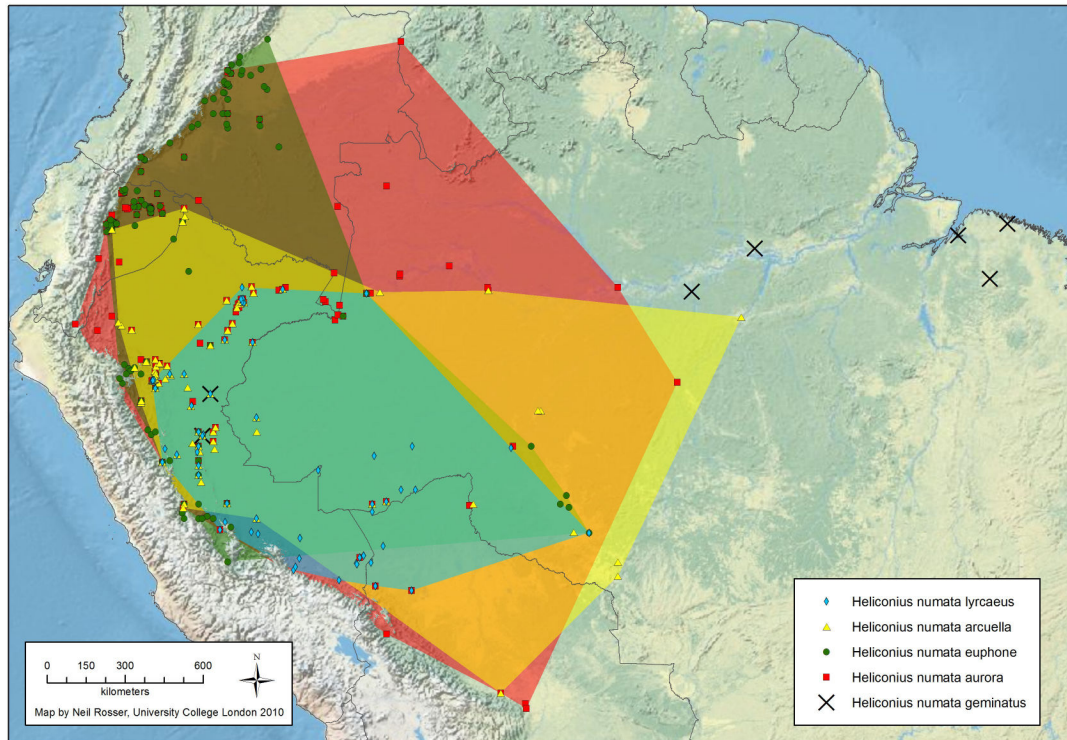 Heliconius numata lyrcaeus
Heliconius numata arcuella
Heliconius numata euphone
Heliconius numata aurora
Heliconius numata geminatus
0 150 300 600
kilometers
N
Map by Neil Rosser, University College London 2010